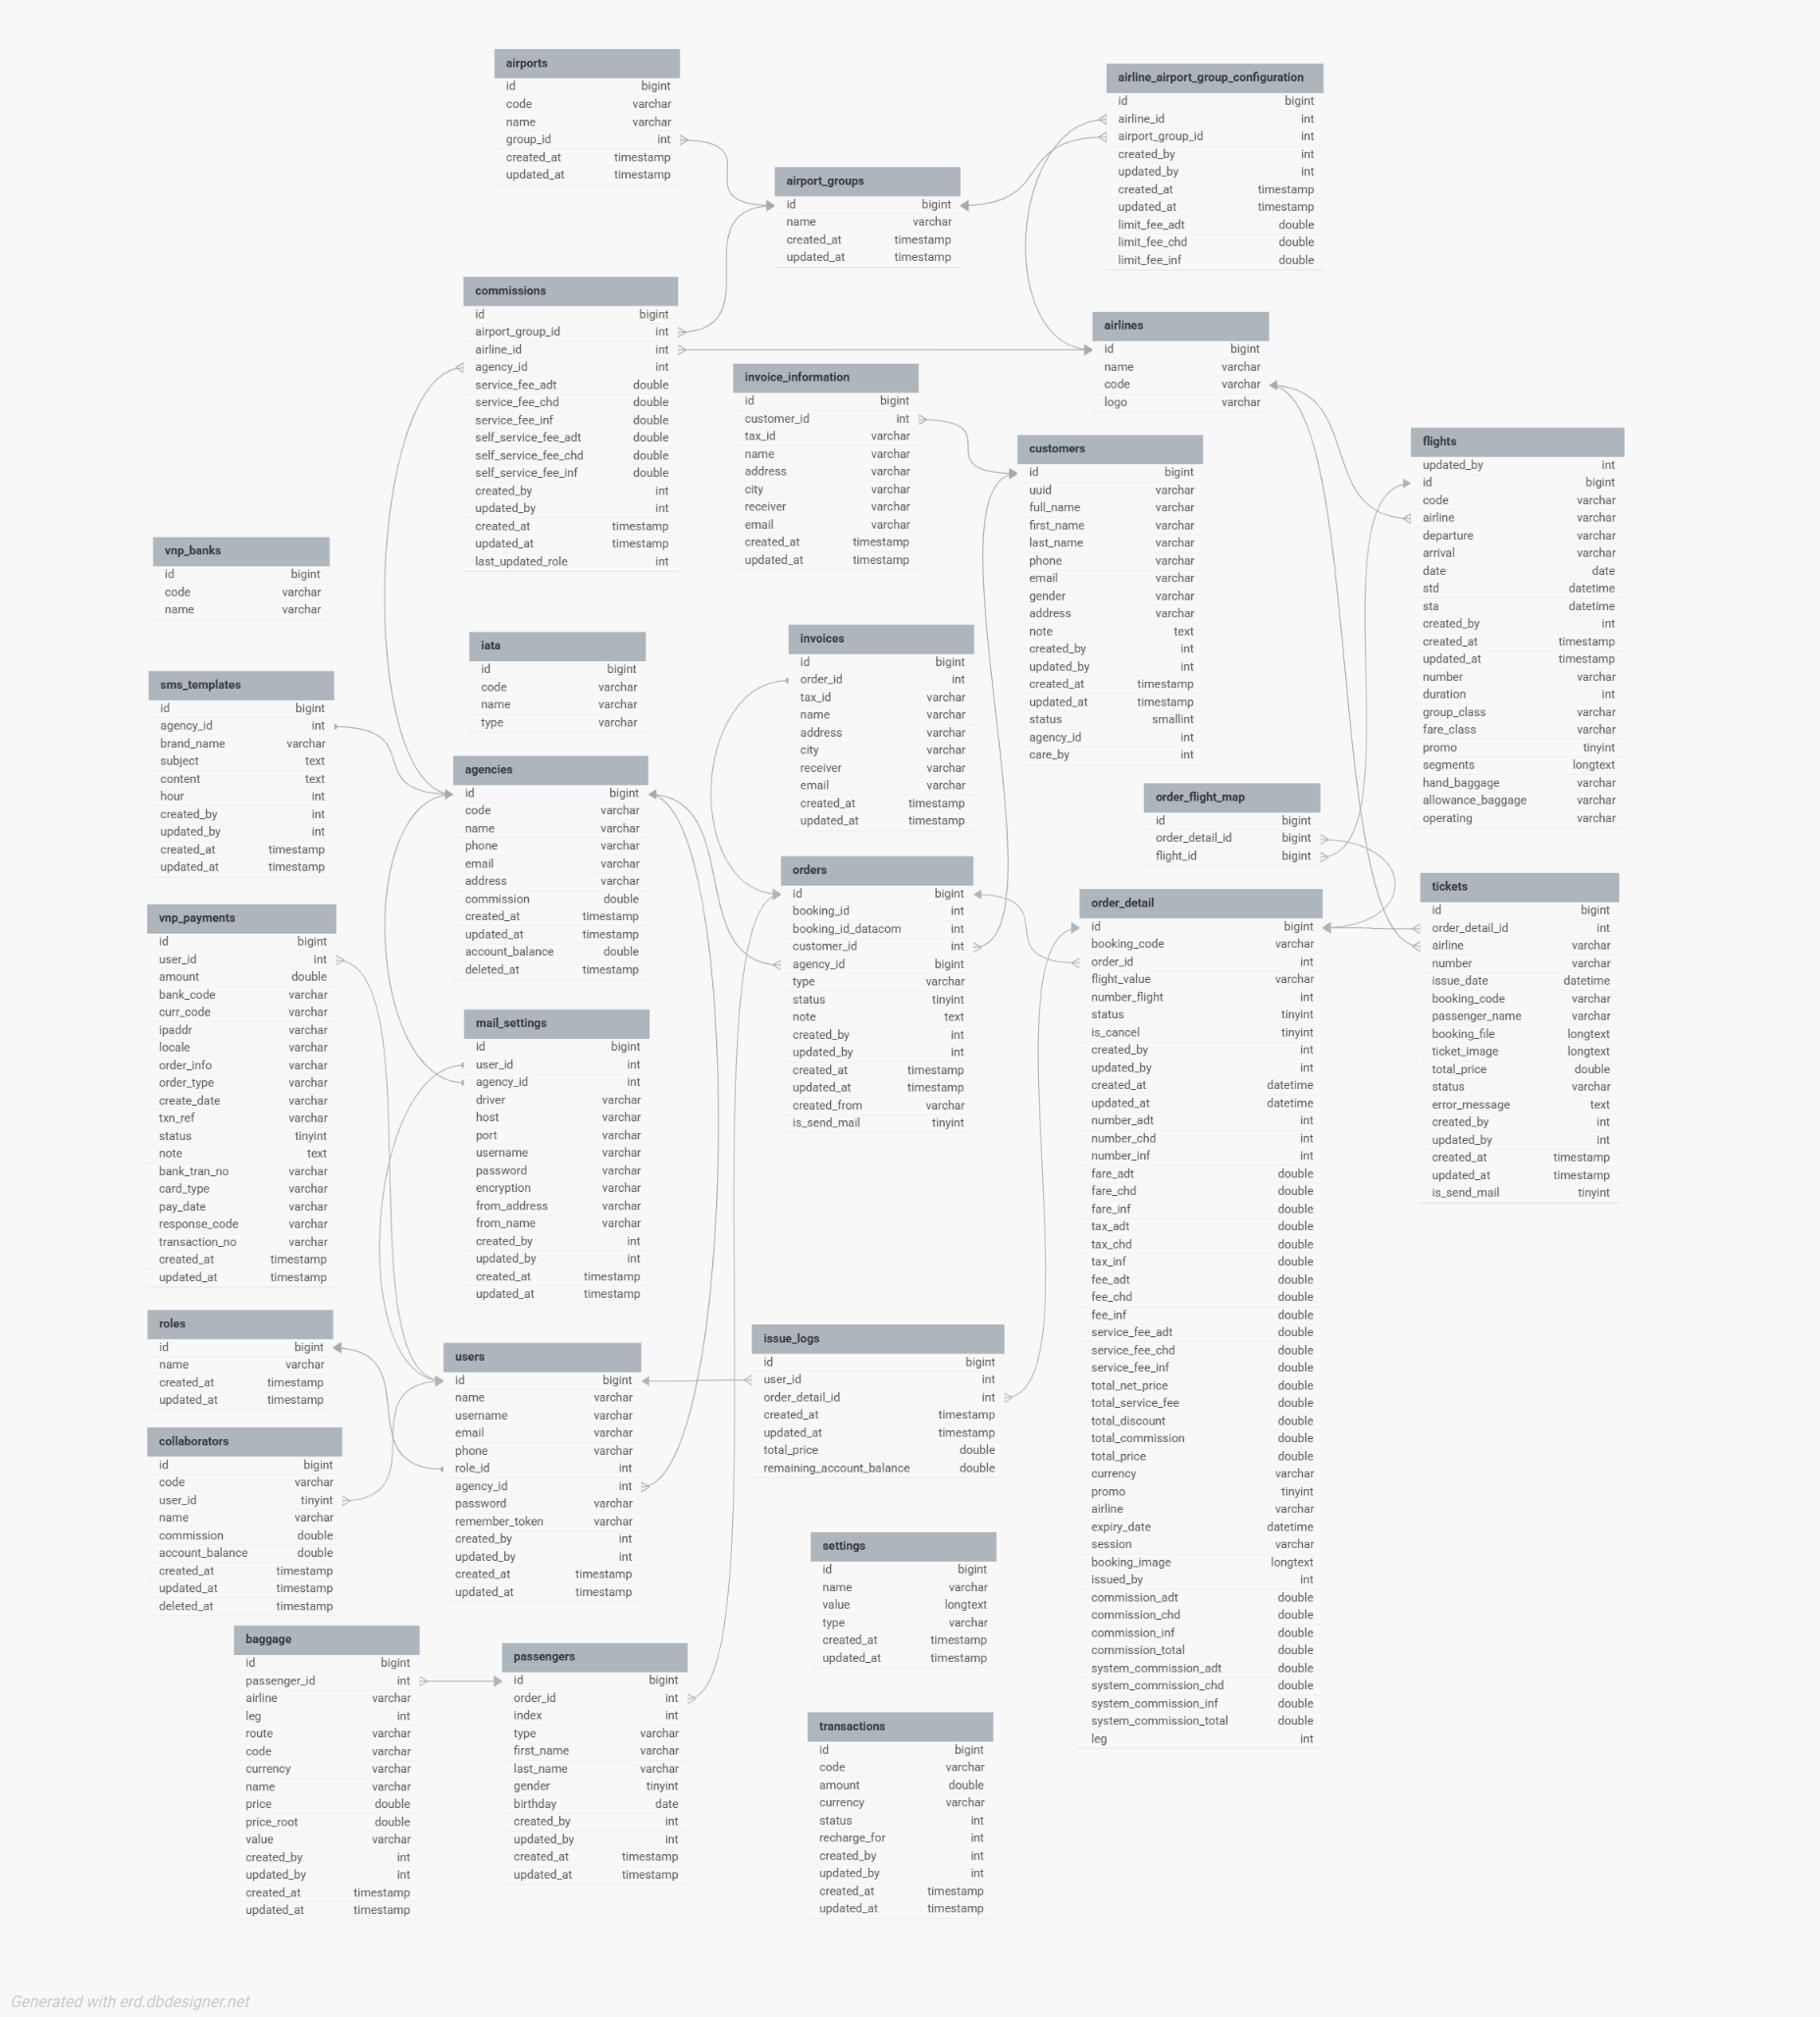 airports
id bigint
code varchar
name varchar
group_id int
created_at timestamp
updated_at timestamp
airline_airport_group_configuration
id bigint
airline_id int
airport_group_id int
created_by int
updated_by int
created_at timestamp
updated_at timestamp
limit_fee_adt double
limit_fee_chd double
limit_fee_inf double
airport_groups
id bigint
name varchar
created_at timestamp
updated_at timestamp
commissions
id bigint
airport_group_id int
airline_id int
agency_id int
service_fee_adt double
service_fee_chd double
service_fee_inf double
self_service_fee_adt double
self_service_fee_chd double
self_service_fee_inf double
created_by int
updated_by int
created_at timestamp
updated_at timestamp
last_updated_role int
airlines
id bigint
name varchar
code varchar
logo varchar
invoice_information
id bigint
customer_id int
tax_id varchar
name varchar
address varchar
city varchar
receiver varchar
email varchar
created_at timestamp
updated_at timestamp
customers
id bigint
uuid varchar
full_name varchar
first_name varchar
last_name varchar
phone varchar
email varchar
gender varchar
address varchar
note text
created_by int
updated_by int
created_at timestamp
updated_at timestamp
status smallint
agency_id int
care_by int
flights
updated_by int
id bigint
code varchar
airline varchar
departure varchar
arrival varchar
date date
std datetime
sta datetime
created_by int
created_at timestamp
updated_at timestamp
number varchar
duration int
group_class varchar
fare_class varchar
promo tinyint
segments longtext
hand_baggage varchar
allowance_baggage varchar
operating varchar
vnp_banks
id bigint
code varchar
name varchar
iata
id bigint
code varchar
name varchar
type varchar
invoices
id bigint
order_id int
tax_id varchar
name varchar
address varchar
city varchar
receiver varchar
email varchar
created_at timestamp
updated_at timestamp
sms_templates
id bigint
agency_id int
brand_name varchar
subject text
content text
hour int
created_by int
updated_by int
created_at timestamp
updated_at timestamp
agencies
id bigint
code varchar
name varchar
phone varchar
email varchar
address varchar
commission double
created_at timestamp
updated_at timestamp
account_balance double
deleted_at timestamp
order_flight_map
id bigint
order_detail_id bigint
flight_id bigint
orders
id bigint
booking_id int
booking_id_datacom int
customer_id int
agency_id bigint
type varchar
status tinyint
note text
created_by int
updated_by int
created_at timestamp
updated_at timestamp
created_from varchar
is_send_mail tinyint
order_detail
id bigint
booking_code varchar
order_id int
flight_value varchar
number_flight int
status tinyint
is_cancel tinyint
created_by int
updated_by int
created_at datetime
updated_at datetime
number_adt int
number_chd int
number_inf int
fare_adt double
fare_chd double
fare_inf double
tax_adt double
tax_chd double
tax_inf double
fee_adt double
fee_chd double
fee_inf double
service_fee_adt double
service_fee_chd double
service_fee_inf double
total_net_price double
total_service_fee double
total_discount double
total_commission double
total_price double
currency varchar
promo tinyint
airline varchar
expiry_date datetime
session varchar
booking_image longtext
issued_by int
commission_adt double
commission_chd double
commission_inf double
commission_total double
system_commission_adt double
system_commission_chd double
system_commission_inf double
system_commission_total double
leg int
tickets
id bigint
order_detail_id int
airline varchar
number varchar
issue_date datetime
booking_code varchar
passenger_name varchar
booking_file longtext
ticket_image longtext
total_price double
status varchar
error_message text
created_by int
updated_by int
created_at timestamp
updated_at timestamp
is_send_mail tinyint
vnp_payments
id bigint
user_id int
amount double
bank_code varchar
curr_code varchar
ipaddr varchar
locale varchar
order_info varchar
order_type varchar
create_date varchar
txn_ref varchar
status tinyint
note text
bank_tran_no varchar
card_type varchar
pay_date varchar
response_code varchar
transaction_no varchar
created_at timestamp
updated_at timestamp
mail_settings
id bigint
user_id int
agency_id int
driver varchar
host varchar
port varchar
username varchar
password varchar
encryption varchar
from_address varchar
from_name varchar
created_by int
updated_by int
created_at timestamp
updated_at timestamp
roles
id bigint
name varchar
created_at timestamp
updated_at timestamp
users
id bigint
name varchar
username varchar
email varchar
phone varchar
role_id int
agency_id int
password varchar
remember_token varchar
created_by int
updated_by int
created_at timestamp
updated_at timestamp
issue_logs
id bigint
user_id int
order_detail_id int
created_at timestamp
updated_at timestamp
total_price double
remaining_account_balance double
collaborators
id bigint
code varchar
user_id tinyint
name varchar
commission double
account_balance double
created_at timestamp
updated_at timestamp
deleted_at timestamp
settings
id bigint
name varchar
value longtext
type varchar
created_at timestamp
updated_at timestamp
baggage
id bigint
passenger_id int
airline varchar
leg int
route varchar
code varchar
currency varchar
name varchar
price double
price_root double
value varchar
created_by int
updated_by int
created_at timestamp
updated_at timestamp
passengers
id bigint
order_id int
index int
type varchar
first_name varchar
last_name varchar
gender tinyint
birthday date
created_by int
updated_by int
created_at timestamp
updated_at timestamp
transactions
id bigint
code varchar
amount double
currency varchar
status int
recharge_for int
created_by int
updated_by int
created_at timestamp
updated_at timestamp
Generated with erd.dbdesigner.net